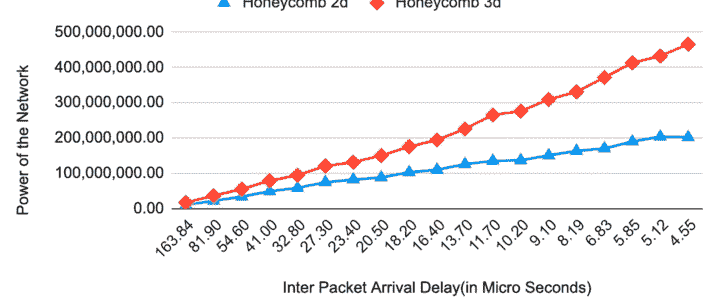 Honeycomb 2d Honeycomb 3d
500,000,000.00
400,000,000.00
300,000,000.00
200,000,000.00
100,000,000.00
0.00
Power of the Network
163.84 81.90 54.60 41.00 32.80 27.30 23.40 20.50 18.20 16.40 13.70 11.70 10.20 9.10 8.19 6.83 5.85 5.12 4.55
Inter Packet Arrival Delay(in Micro Seconds)